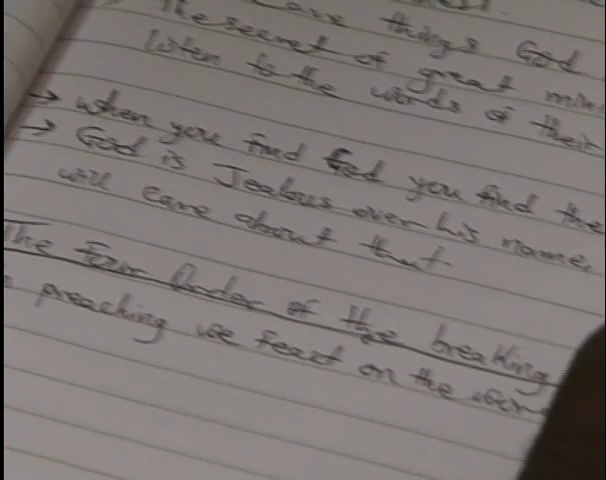 are things God
The secret of great
listen to the words of their
→ when you find God you find the
→ God is Jealous over his name.
will care about that
The Four Order of the breaking
preaching we feast on the